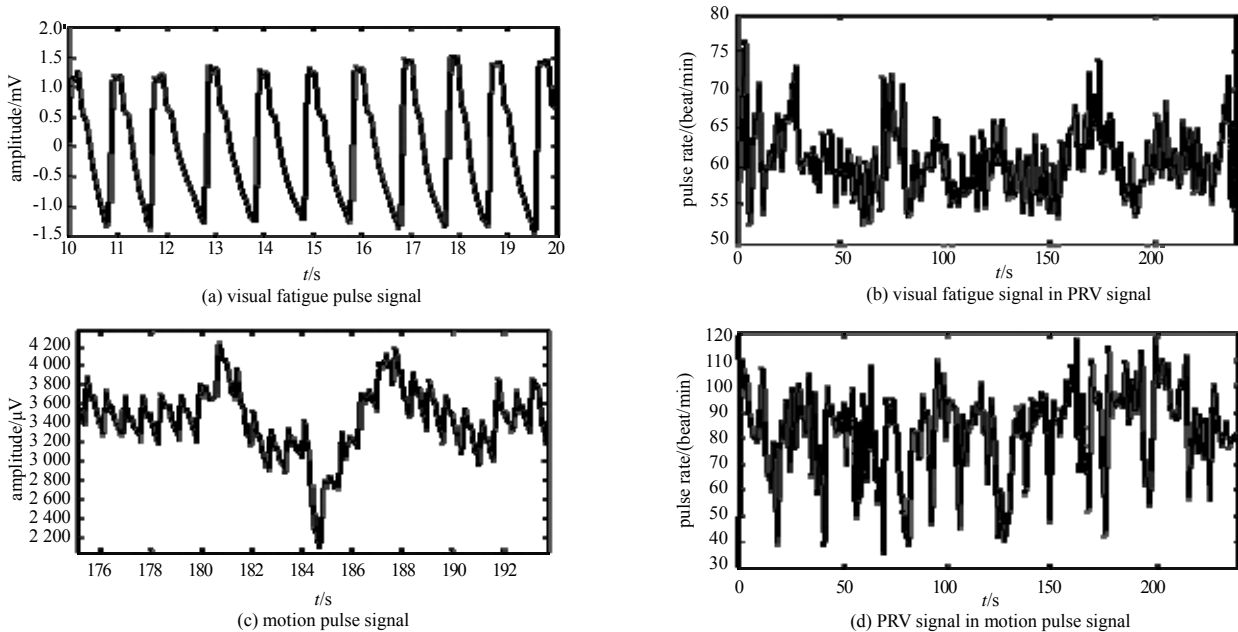 2.0
1.5
1.0
0.5
0
-0.5
-1.0
-1.5
amplitude/mV
10 11 12 13 14 15 16 17 18 19 20
t/s
(a) visual fatigue pulse signal
80
75
70
65
60
55
50
pulse rate/(beat/min)
0 50 100 150 200
t/s
(b) visual fatigue signal in PRV signal
4 200
4 000
3 800
3 600
3 400
3 200
3 000
2 800
2 600
2 400
2 200
amplitude/μV
176 178 180 182 184 186 188 190 192
t/s
(c) motion pulse signal
120
110
100
90
80
70
60
50
40
30
pulse rate/(beat/min)
0 50 100 150 200
t/s
(d) PRV signal in motion pulse signal